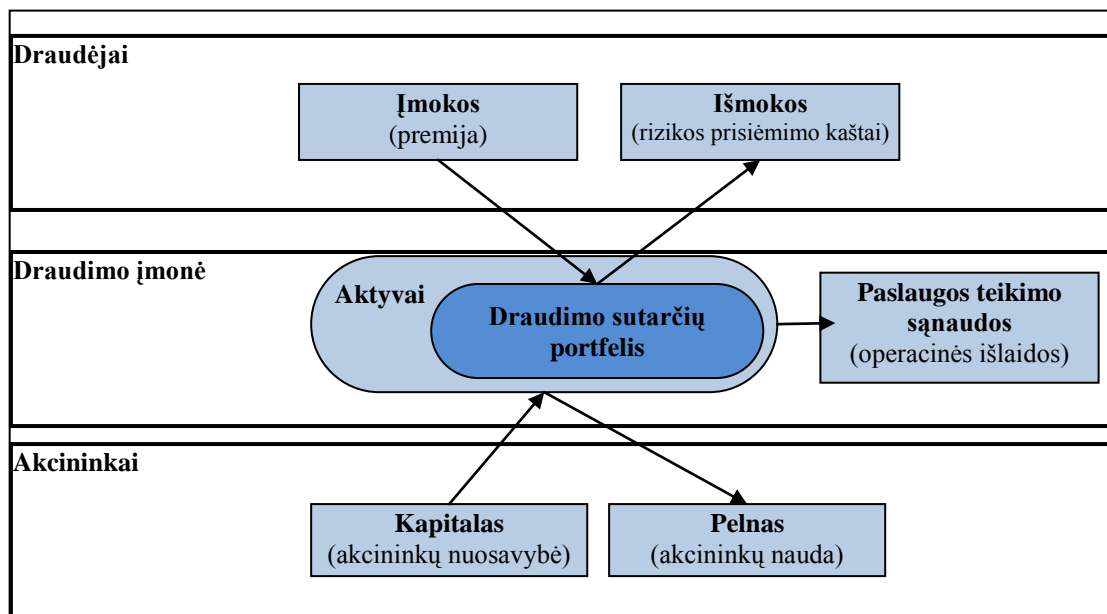 Draudėjai
Įmokos
(premija)
Išmokos
(rizikos prisiėmimo kaštai)
Draudimo įmonė
Aktyvai
Draudimo sutarčių
portfelis
Paslaugos teikimo
sąnaudos
(operacinės išlaidos)
Akcininkai
Kapitalas
(akcininkų nuosavybė)
Pelnas
(akcininkų nauda)